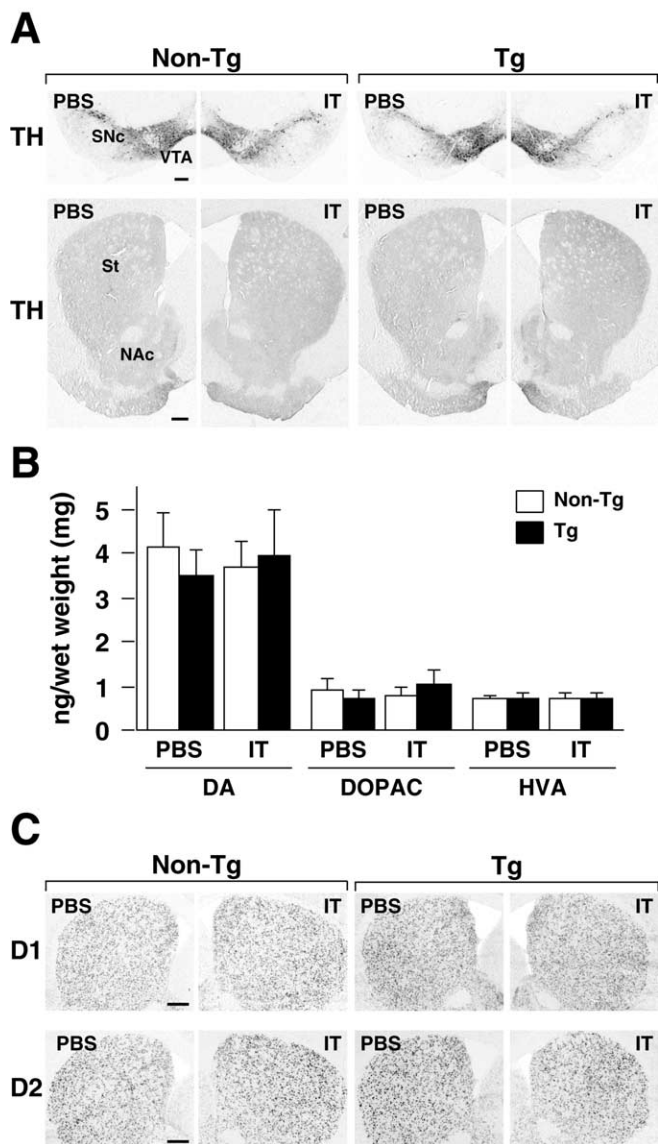 A
Non-Tg Tg
TH PBS IT PBS IT
SNc
VTA
TH PBS IT PBS IT
St
NAc
B
ng/wet weight (mg)
5
4
3
2
1
0
Non-Tg
Tg
PBS IT PBS IT PBS IT
DA DOPAC HVA
C
Non-Tg Tg
D1 PBS IT PBS IT
D2 PBS IT PBS IT